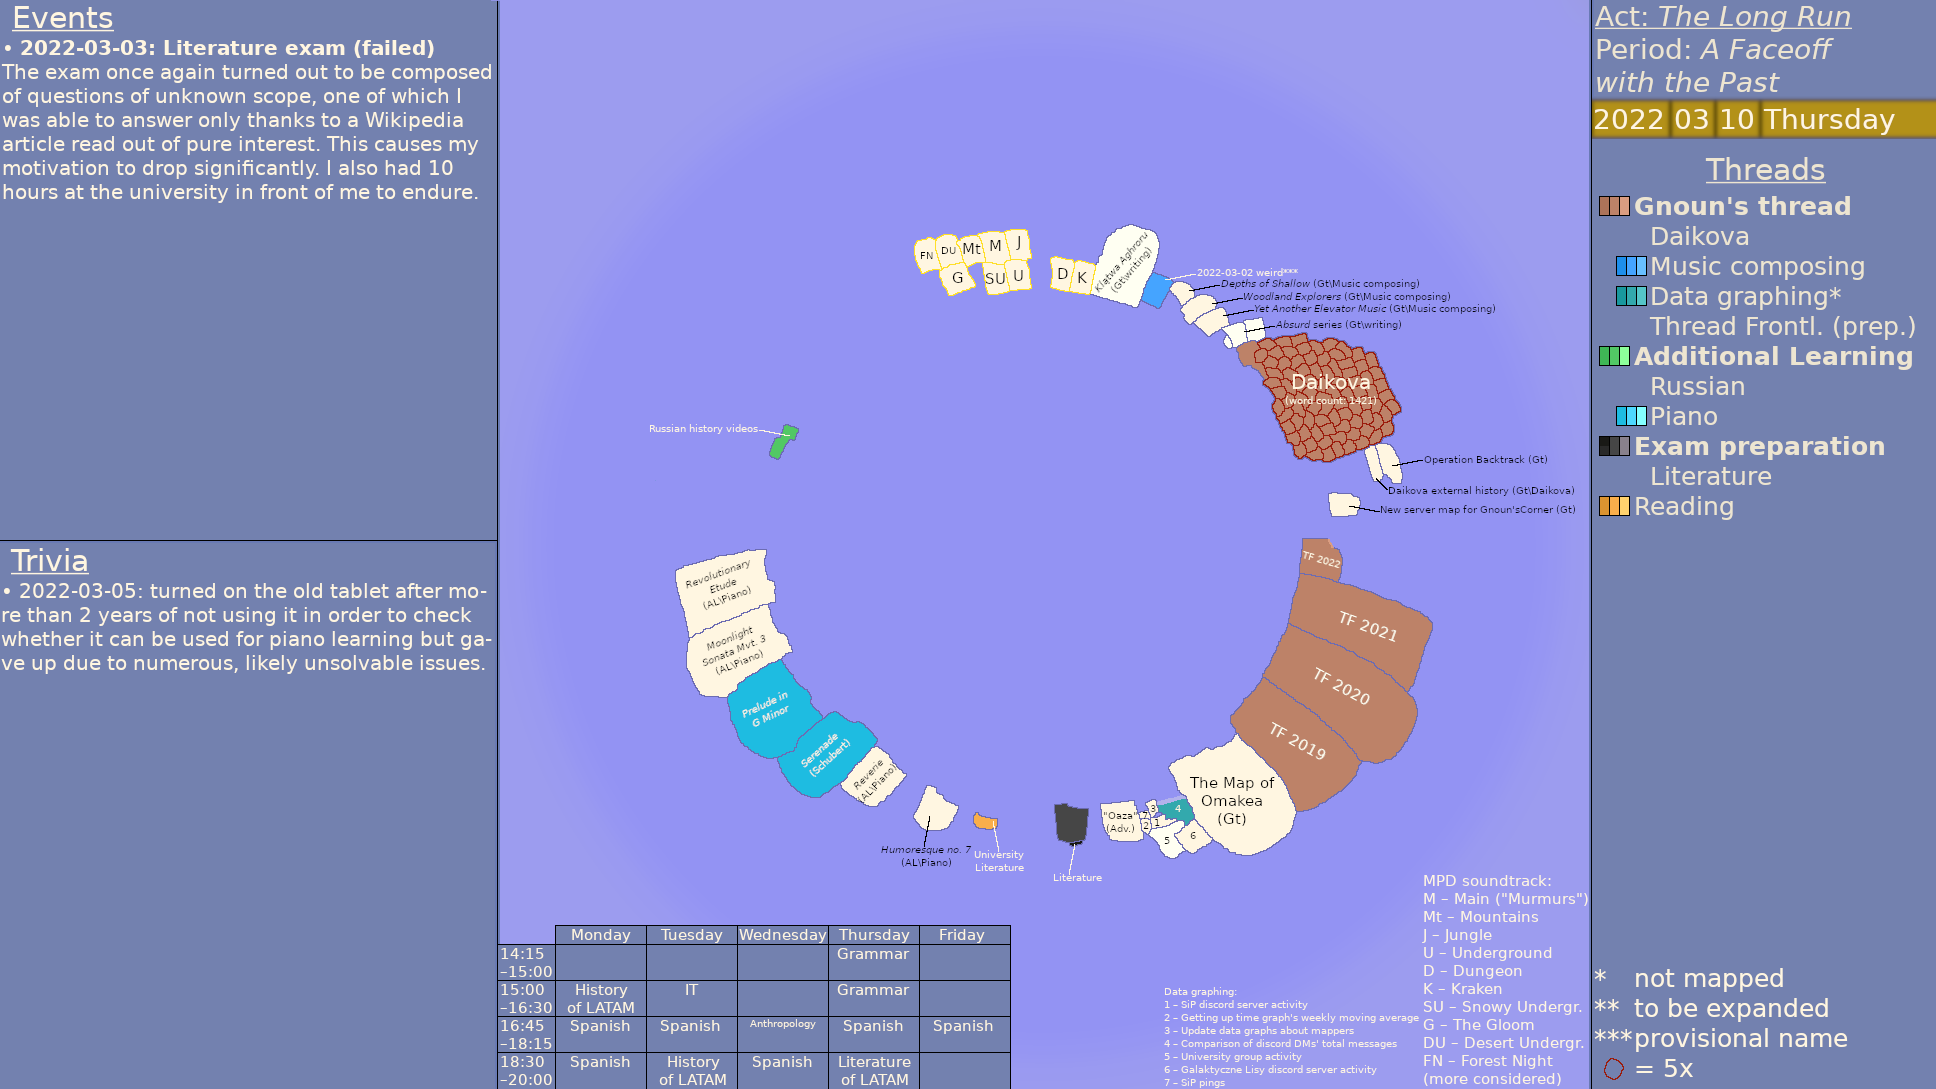 Events
• 2022-03-03: Literature exam (failed)
The exam once again turned out to be composed
of questions of unknown scope, one of which I
was able to answer only thanks to a Wikipedia
article read out of pure interest. This causes my
motivation to drop significantly. I also had 10
hours at the university in front of me to endure.
Trivia
• 2022-03-05: turned on the old tablet after mo-
re than 2 years of not using it in order to check
whether it can be used for piano learning but ga-
ve up due to numerous, likely unsolvable issues.
FN
DU
Mt
M
J
G
SU
U
D
K
Klątwa Aghroru
(Gt\writing)
2022-03-02 weird***
Depths of Shallow (Gt\Music composing)
Woodland Explorers (Gt\Music composing)
Yet Another Elevator Music (Gt\Music composing)
Absurd series (Gt\writing)
Daikova
(word count: 1421)
Operation Backtrack (Gt)
Daikova external history (Gt\Daikova)
New server map for Gnoun'sCorner (Gt)
Russian history videos
TF 2022
TF 2021
TF 2020
TF 2019
The Map of
Omakea
(Gt)
Revolutionary
Etude
(AL\Piano)
Moonlight
Sonata Mvt. 3
(AL\Piano)
Prelude in
G Minor
Serenade
(Schubert)
Reverie
(AL\Piano)
Humoresque no. 7
(AL\Piano)
University
Literature
Literature
"Oaza"
(Adv.)
3
4
7
2
1
5
6
Monday Tuesday Wednesday Thursday Friday
14:15
–15:00
Grammar
15:00
–16:30
History
of LATAM
IT
Grammar
16:45
–18:15
Spanish
Spanish
Anthropology
Spanish
Spanish
18:30
–20:00
Spanish
History
of LATAM
Spanish
Literature
of LATAM
Data graphing:
1 – SiP discord server activity
2 – Getting up time graph's weekly moving average
3 – Update data graphs about mappers
4 – Comparison of discord DMs' total messages
5 – University group activity
6 – Galaktyczne Lisy discord server activity
7 – SiP pings
MPD soundtrack:
M – Main ("Murmurs")
Mt – Mountains
J – Jungle
U – Underground
D – Dungeon
K – Kraken
SU – Snowy Undergr.
G – The Gloom
DU – Desert Undergr.
FN – Forest Night
(more considered)
Act: The Long Run
Period: A Faceoff
with the Past
2022 03 10 Thursday
Threads
Gnoun's thread
Daikova
Music composing
Data graphing*
Thread Frontl. (prep.)
Additional Learning
Russian
Piano
Exam preparation
Literature
Reading
* not mapped
** to be expanded
***provisional name
= 5x